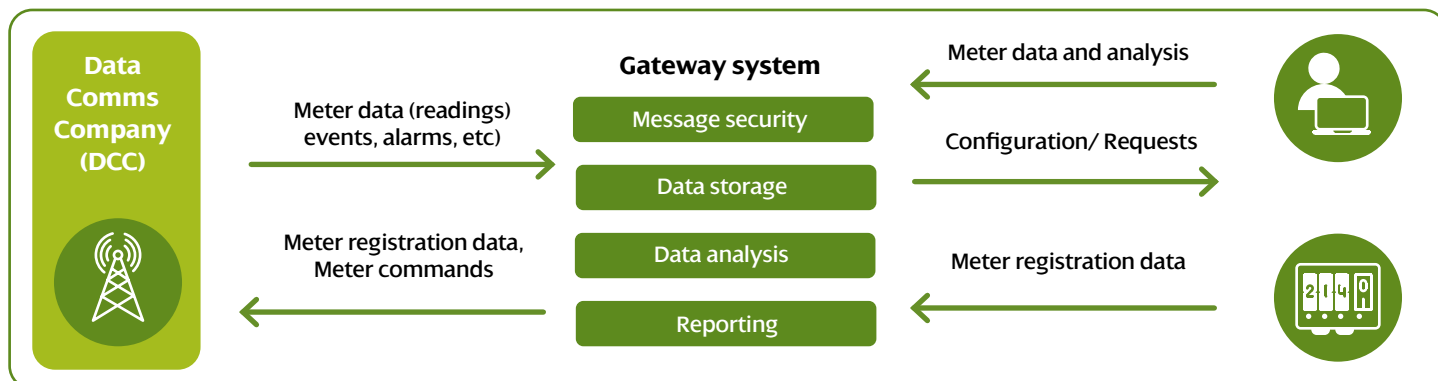 Data
Comms
Company
(DCC)
Meter data (readings)
events, alarms, etc)
Meter registration data,
Meter commands
Gateway system
Message security
Data storage
Data analysis
Reporting
Meter data and analysis
Configuration/ Requests
Meter registration data
2 1 4 0